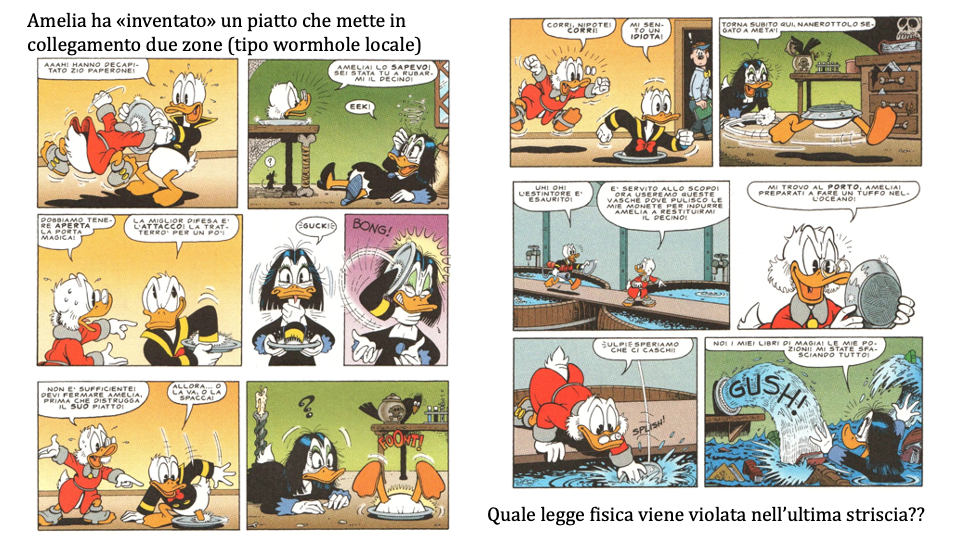 Amelia ha «inventato» un piatto che mette in
collegamento due zone (tipo wormhole locale)
AAAH! HANNO DECAPI-
TATO ZIO PAPERONE!
AMELIA! LO SAPEVO!
SEI STATA TU A RUBAR-
MI IL DECINO!
EEK!
?
DOBBIAMO TENE-
RE APERTA
LA PORTA
MAGICA!
LA MIGLIOR DIFESA E'
L'ATTACCO! LA TRAT-
TERRO' PER UN PO'!
GUCK!
BONG!
NON E' SUFFICIENTE!
DEVI FERMARE AMELIA,
PRIMA CHE DISTRUGGA
IL SUO PIATTO!
ALLORA... O
LA VA, O LA
SPACCA!
?
FOONT!
CORRI, NIPOTE!
CORRI!
MI SEN-
TO UN
IDIOTA!
TORNA SUBITO QUI, NANEROTTOLO SE-
GATO A META'!
UH! OH!
L'ESTINTORE E'
ESAURITO!
E' SERVITO ALLO SCOPO!
ORA USEREMO QUESTE
VASCHE DOVE PULISCO LE
MIE MONETE PER INDURRE
AMELIA A RESTITUIRMI
IL DECINO!
MI TROVO AL PORTO, AMELIA!
PREPARATI A FARE UN TUFFO NEL-
L'OCEANO!
GULP! SPERIAMO
CHE CI CASCHI!
SPLISH!
NO! I MIEI LIBRI DI MAGIA! LE MIE PO-
ZIONI! MI STATE SFA-
SCIANDO TUTTO!
GUSH!
Quale legge fisica viene violata nell'ultima striscia??